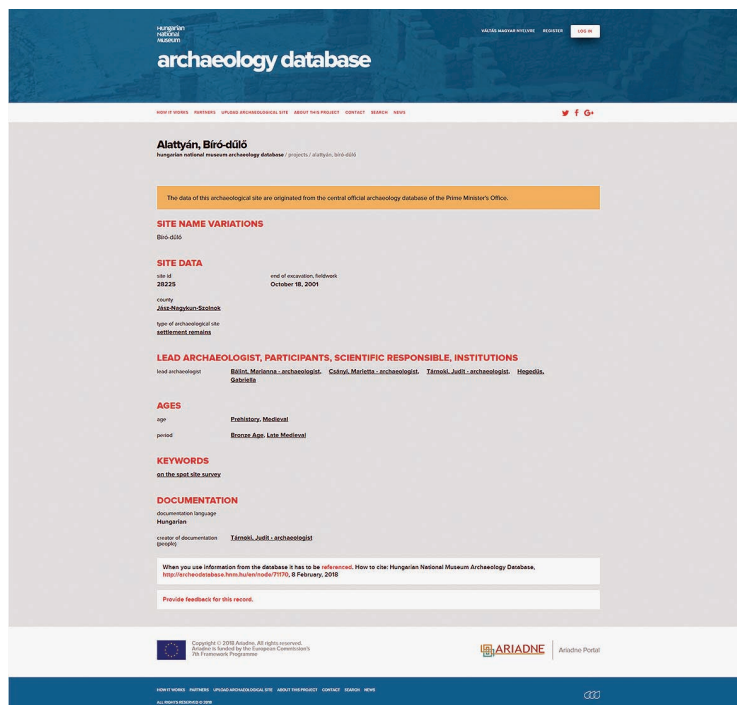 Hungarian
National
Museum
VÁLTÁS MAGYAR NYELVRE REGISTER LOG IN
archaeology database
HOW IT WORKS PARTNERS UPLOAD ARCHAEOLOGICAL SITE ABOUT THIS PROJECT CONTACT SEARCH NEWS
Alattyán, Bíró-dűlő
hungarian national museum archaeology database / projects / alattyán, bíró-dűlő
The data of this archaeological site are originated from the central official archaeology database of the Prime Minister's Office.
SITE NAME VARIATIONS
Bíró-dűlő
SITE DATA
site id end of excavation, fieldwork
28225 October 18, 2001
county
Jász-Nagykun-Szolnok
type of archaeological site
settlement remains
LEAD ARCHAEOLOGIST, PARTICIPANTS, SCIENTIFIC RESPONSIBLE, INSTITUTIONS
lead archaeologist Bálint, Marianna - archaeologist, Csányi, Marietta - archaeologist, Tárnoki, Judit - archaeologist, Hegedűs,
Gabriella
AGES
age Prehistory, Medieval
period Bronze Age, Late Medieval
KEYWORDS
on the spot site survey
DOCUMENTATION
documentation language
Hungarian
creator of documentation Tárnoki, Judit - archaeologist
(people)
When you use information from the database it has to be referenced. How to cite: Hungarian National Museum Archaeology Database,
http://archeodatabase.hnm.hu/en/node/71170, 8 February, 2018
Provide feedback for this record.
Copyright © 2018 Ariadne, All rights reserved.
Ariadne is funded by the European Commission's
7th Framework Programme
ARIADNE Ariadne Portal
HOW IT WORKS PARTNERS UPLOAD ARCHAEOLOGICAL SITE ABOUT THIS PROJECT CONTACT SEARCH NEWS
ALL RIGHTS RESERVED © 2018